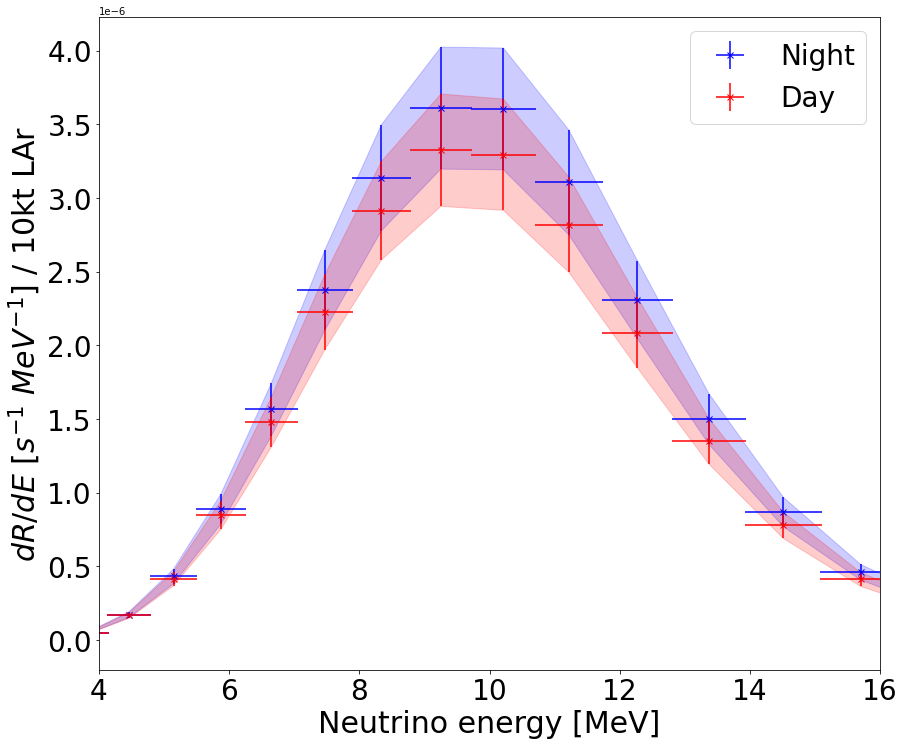 1e−6
4.0
3.5
3.0
2.5
2.0
1.5
1.0
0.5
0.0
dR/dE [s⁻¹ MeV⁻¹] / 10kt LAr
Night
Day
4 6 8 10 12 14 16
Neutrino energy [MeV]